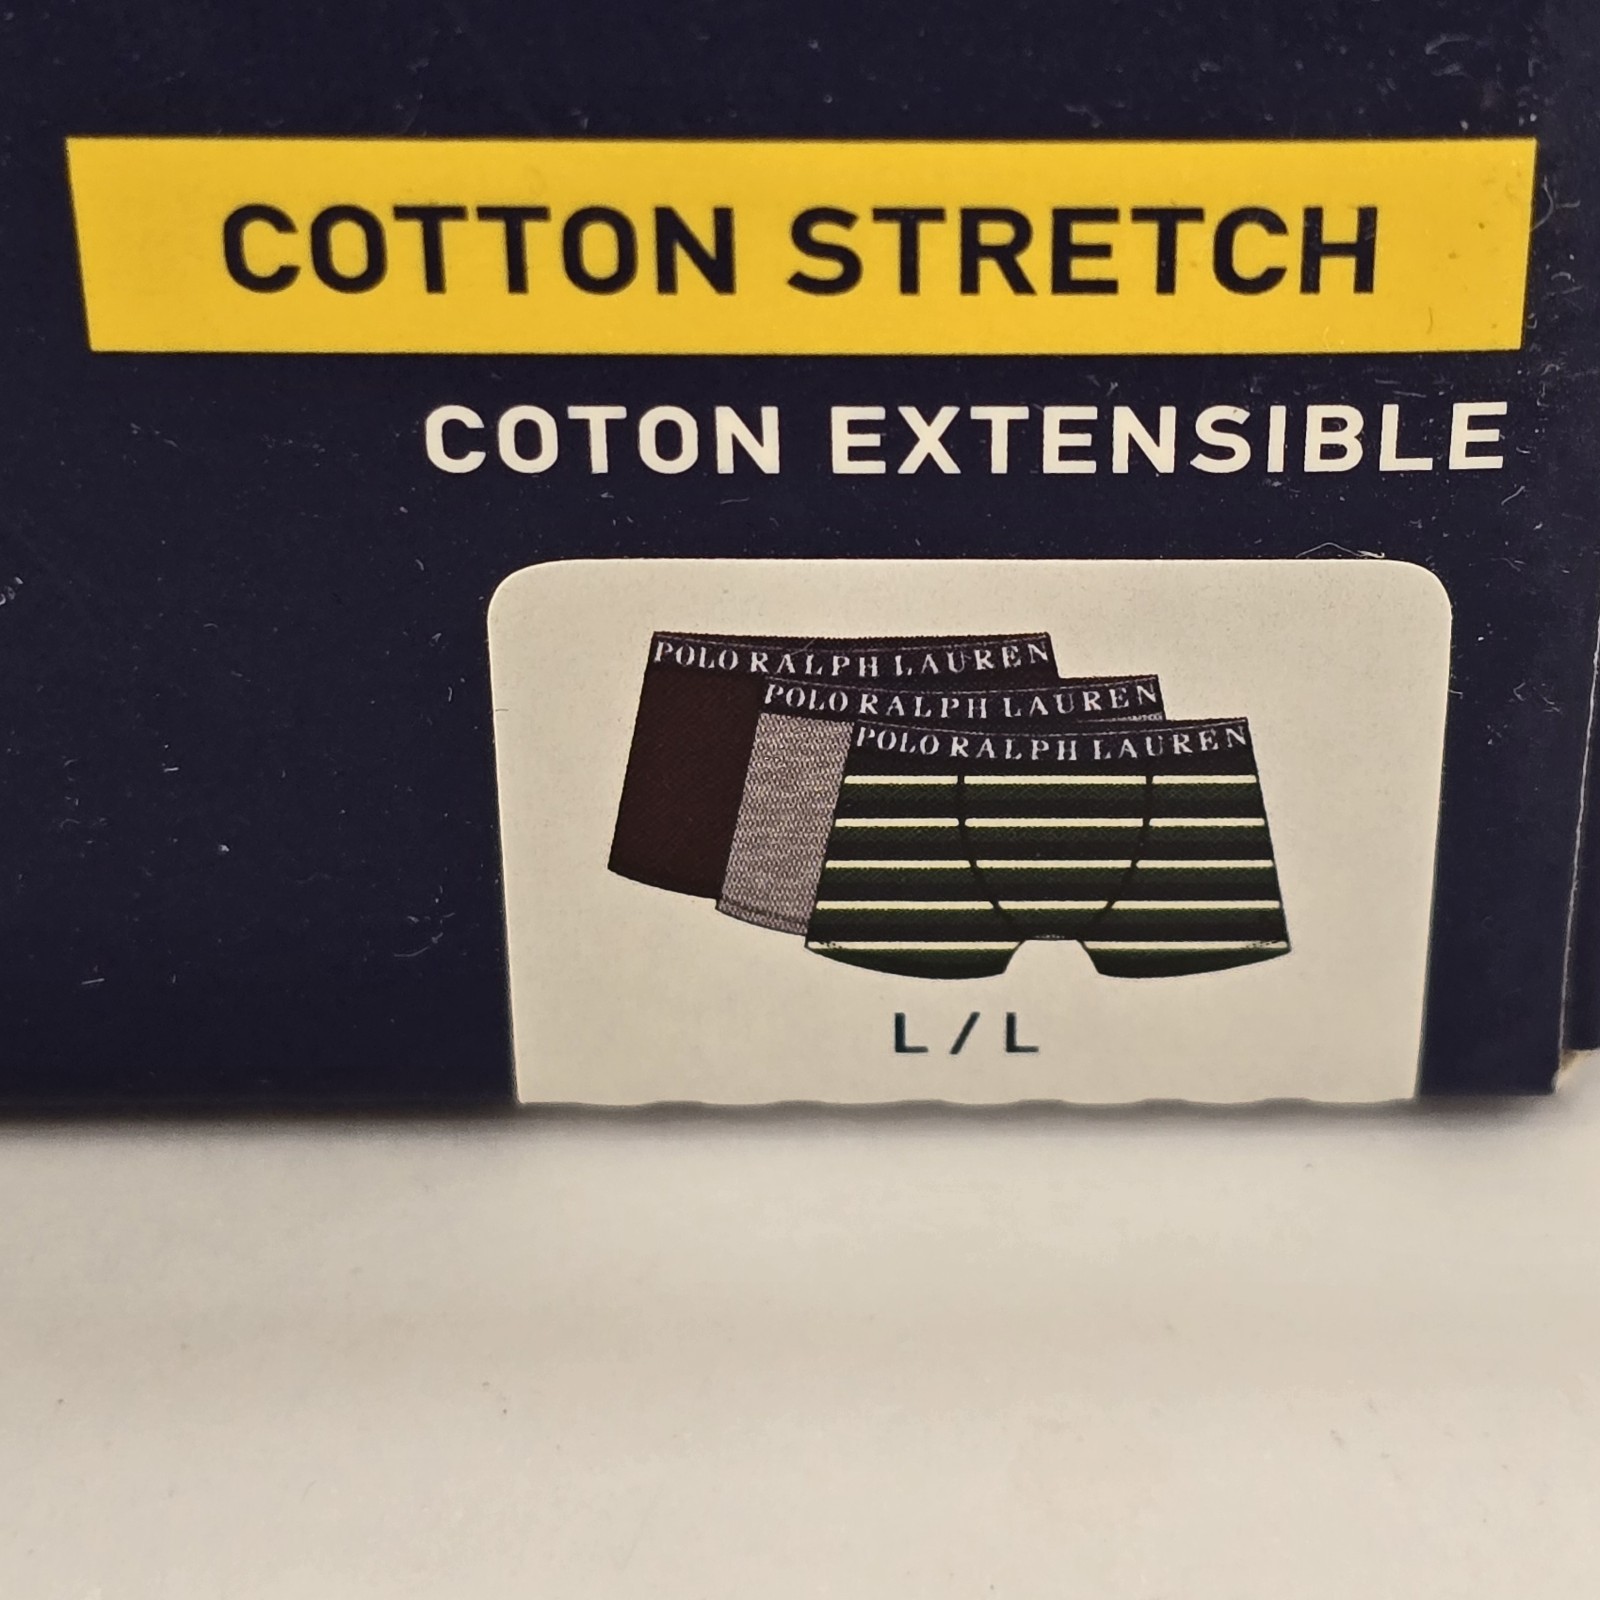 COTTON STRETCH
COTON EXTENSIBLE
POLO RALPH LAUREN
POLO RALPH LAUREN
POLO RALPH LAUREN
L / L